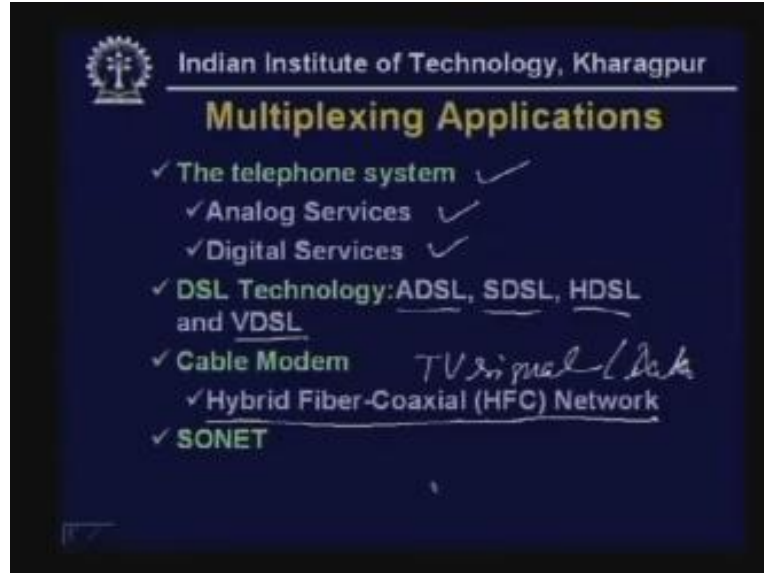 Indian Institute of Technology, Kharagpur
Multiplexing Applications
✓ The telephone system ✓
✓ Analog Services ✓
✓ Digital Services ✓
✓ DSL Technology:ADSL, SDSL, HDSL
and VDSL
✓ Cable Modem TV signal / Data
✓ Hybrid Fiber-Coaxial (HFC) Network
✓ SONET